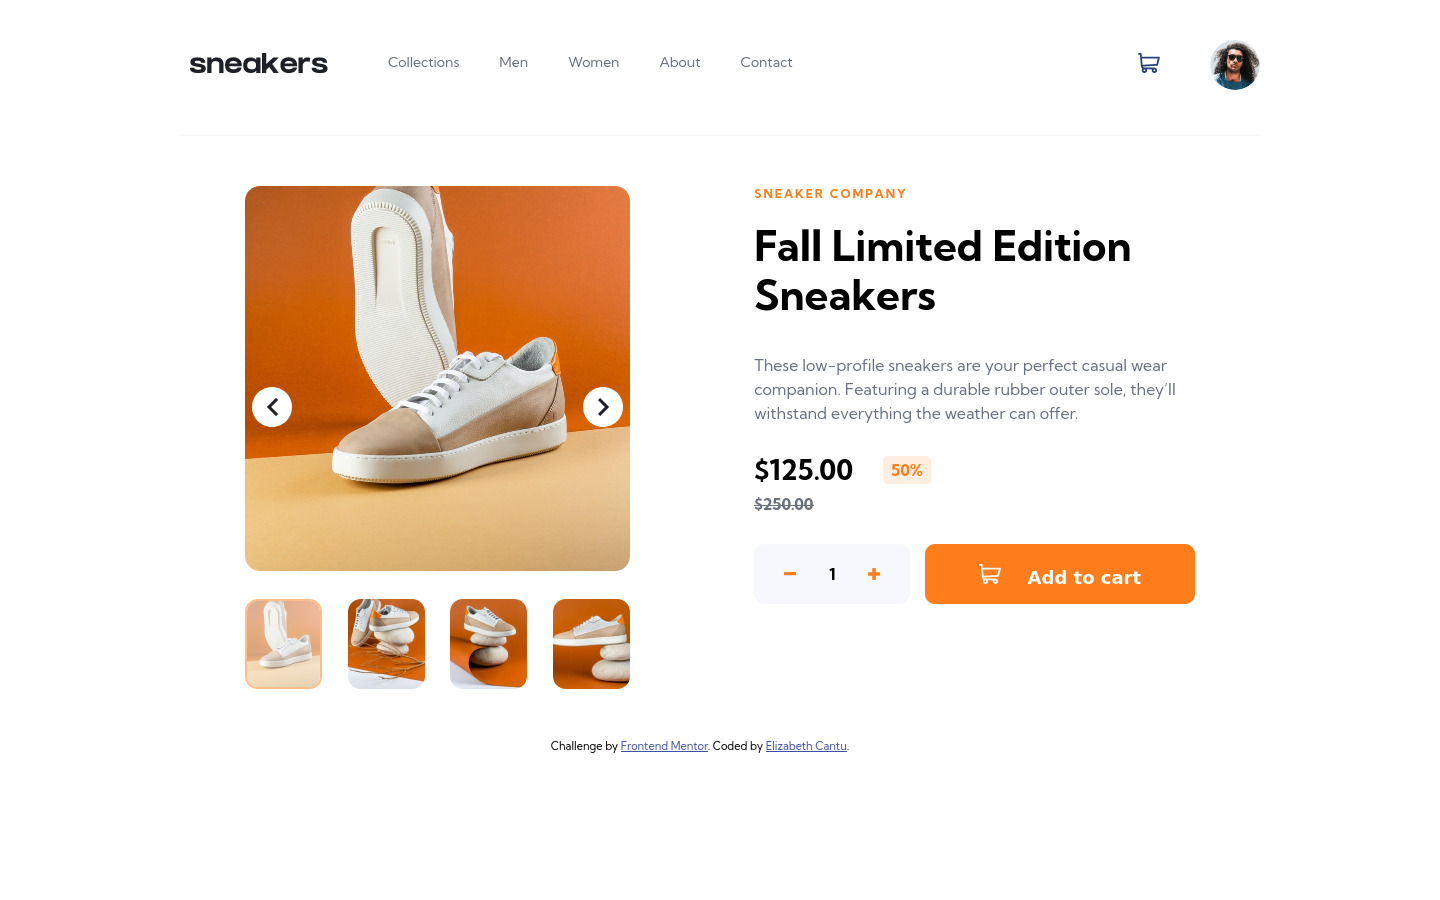 sneakers
Collections
Men
Women
About
Contact
SNEAKER COMPANY
Fall Limited Edition
Sneakers
These low-profile sneakers are your perfect casual wear
companion. Featuring a durable rubber outer sole, they’ll
withstand everything the weather can offer.
$125.00
50%
$250.00
1
Add to cart
Challenge by Frontend Mentor. Coded by Elizabeth Cantu.